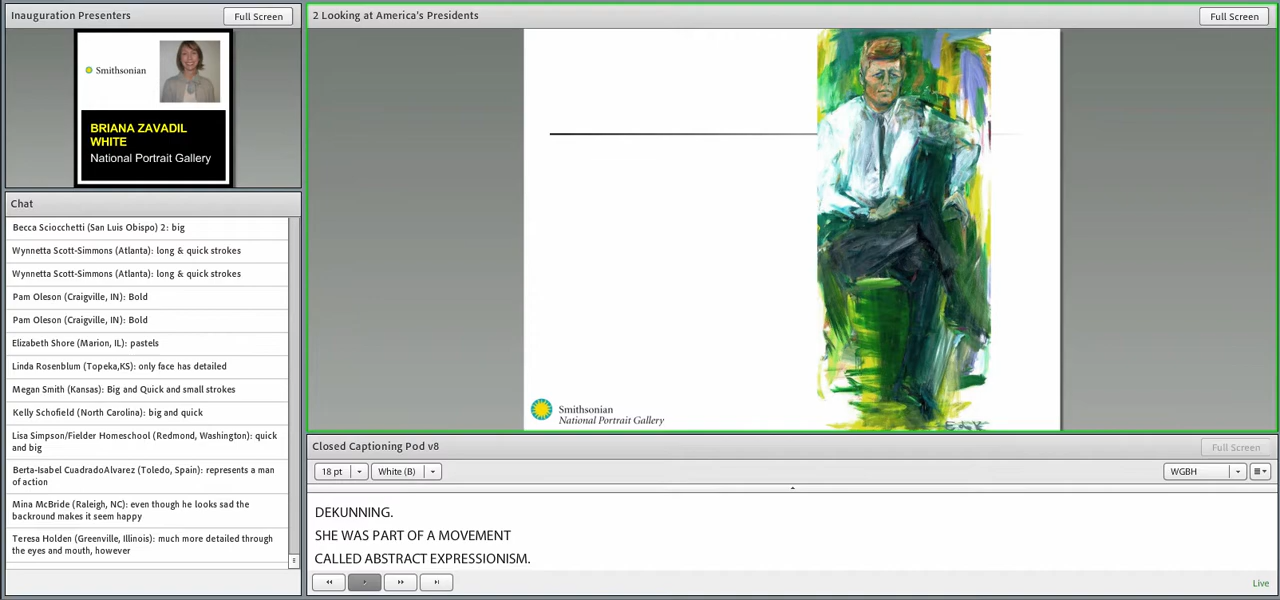 Inauguration Presenters
Full Screen
Smithsonian
BRIANA ZAVADIL
WHITE
National Portrait Gallery
Chat
Becca Sciocchetti (San Luis Obispo) 2: big
Wynnetta Scott-Simmons (Atlanta): long & quick strokes
Wynnetta Scott-Simmons (Atlanta): long & quick strokes
Pam Oleson (Craigville, IN): Bold
Pam Oleson (Craigville, IN): Bold
Elizabeth Shore (Marion, IL): pastels
Linda Rosenblum (Topeka,KS): only face has detailed
Megan Smith (Kansas): Big and Quick and small strokes
Kelly Schofield (North Carolina): big and quick
Lisa Simpson/Fielder Homeschool (Redmond, Washington): quick
and big
Berta-Isabel CuadradoAlvarez (Toledo, Spain): represents a man
of action
Mina McBride (Raleigh, NC): even though he looks sad the
backround makes it seem happy
Teresa Holden (Greenville, Illinois): much more detailed through
the eyes and mouth, however
2 Looking at America's Presidents
Full Screen
Smithsonian
National Portrait Gallery
Closed Captioning Pod v8
Full Screen
18 pt
White (B)
WGBH
DEKUNNING.
SHE WAS PART OF A MOVEMENT
CALLED ABSTRACT EXPRESSIONISM.
Live